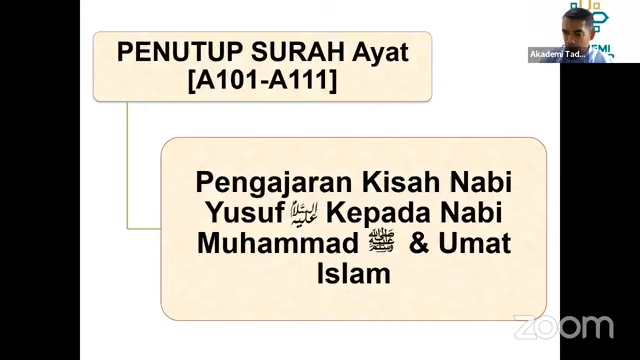 PENUTUP SURAH Ayat
[A101-A111]
Akademi Tad...
Pengajaran Kisah Nabi
Yusuf عليه السلام Kepada Nabi
Muhammad ﷺ & Umat
Islam
zoom